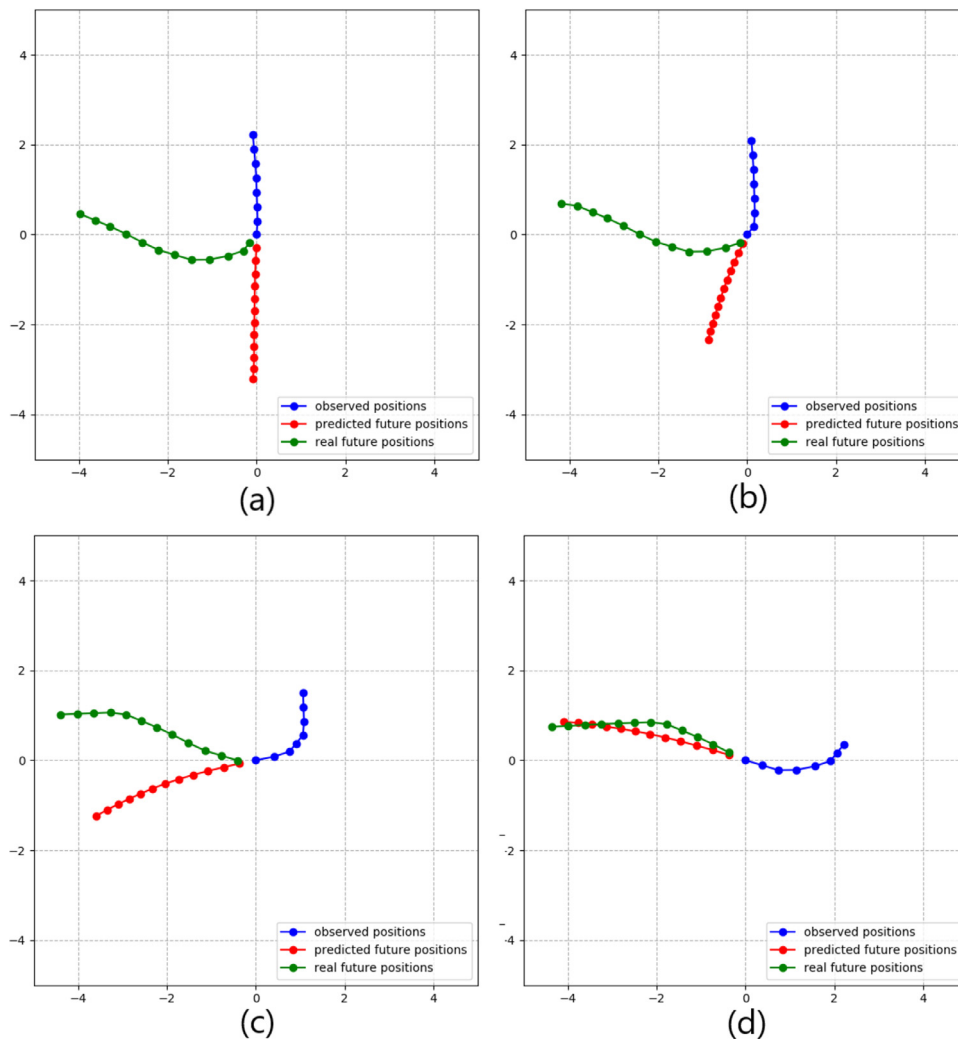 4
2
0
−2
−4
observed positions
predicted future positions
real future positions
−4 −2 0 2 4
(a)
4
2
0
-2
-4
observed positions
predicted future positions
real future positions
−4 −2 0 2 4
(b)
4
2
0
−2
−4
observed positions
predicted future positions
real future positions
−4 −2 0 2 4
(c)
4
2
0
-2
-4
observed positions
predicted future positions
real future positions
−4 −2 0 2 4
(d)